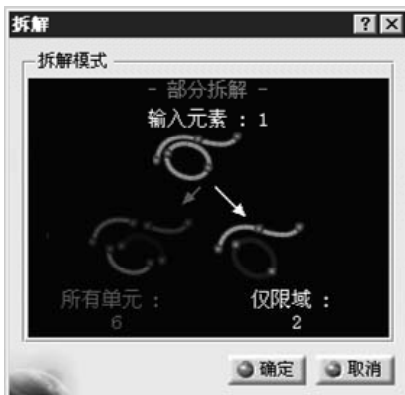 拆解
拆解模式
- 部分拆解 -
输入元素 : 1
所有单元 : 仅限域 :
6 2
确定 取消